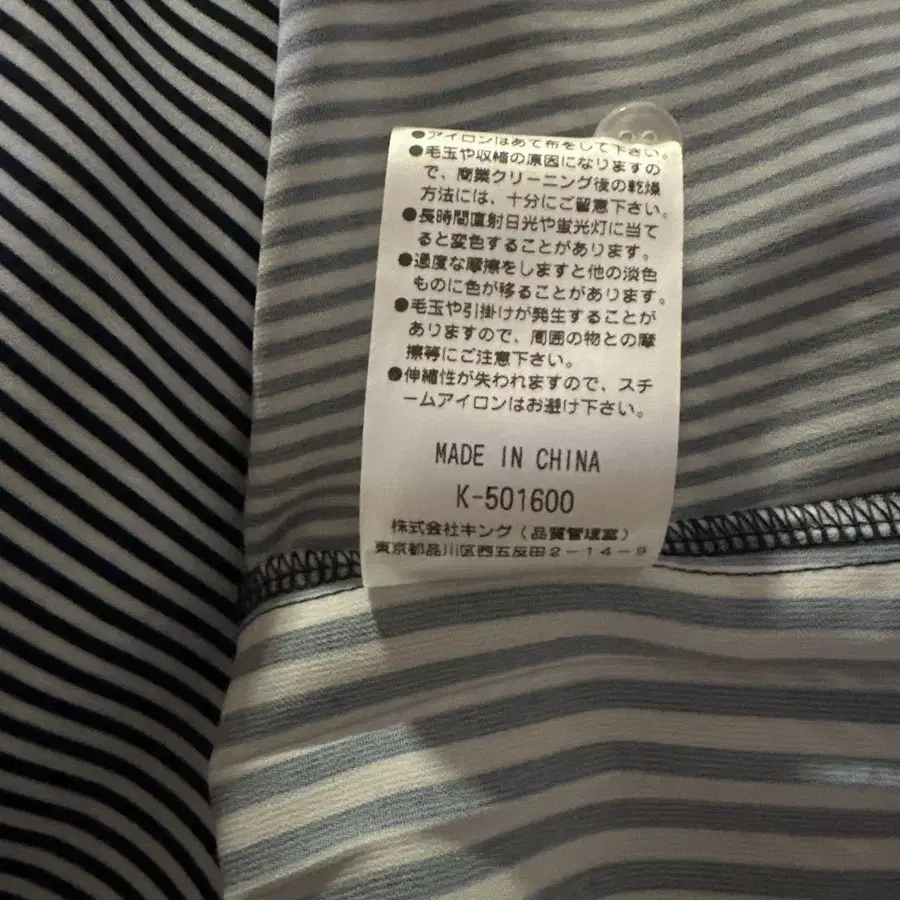 ●アイロンはあて布をして下さい。
●毛玉や収縮の原因になりますの
で、商業クリーニング後の乾燥
方法には、十分にご留意下さい。
●長時間直射日光や蛍光灯に当て
ると変色することがあります。
●過度な摩擦をしますと他の淡色
ものに色が移ることがあります。
●毛玉や引掛けが発生することが
ありますので、周囲の物との摩
擦等にご注意下さい。
●伸縮性が失われますので、スチ
ームアイロンはお避け下さい。
MADE IN CHINA
K-501600
株式会社キング(品質管理室)
東京都品川区西五反田2-14-9